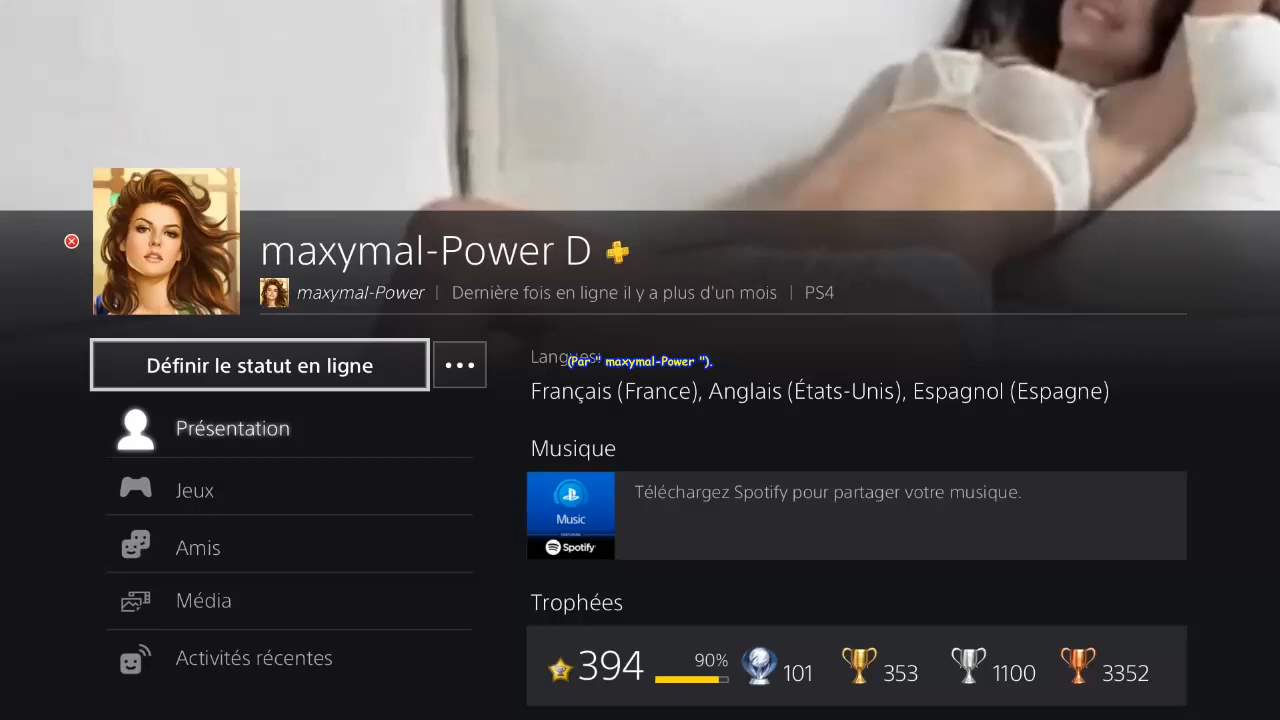 maxymal-Power D
maxymal-Power | Dernière fois en ligne il y a plus d'un mois | PS4
Définir le statut en ligne
Présentation
Jeux
Amis
Média
Activités récentes
Langues
(Par " maxymal-Power ").
Français (France), Anglais (États-Unis), Espagnol (Espagne)
Musique
Music
Spotify
Téléchargez Spotify pour partager votre musique.
Trophées
394 90% 101 353 1100 3352